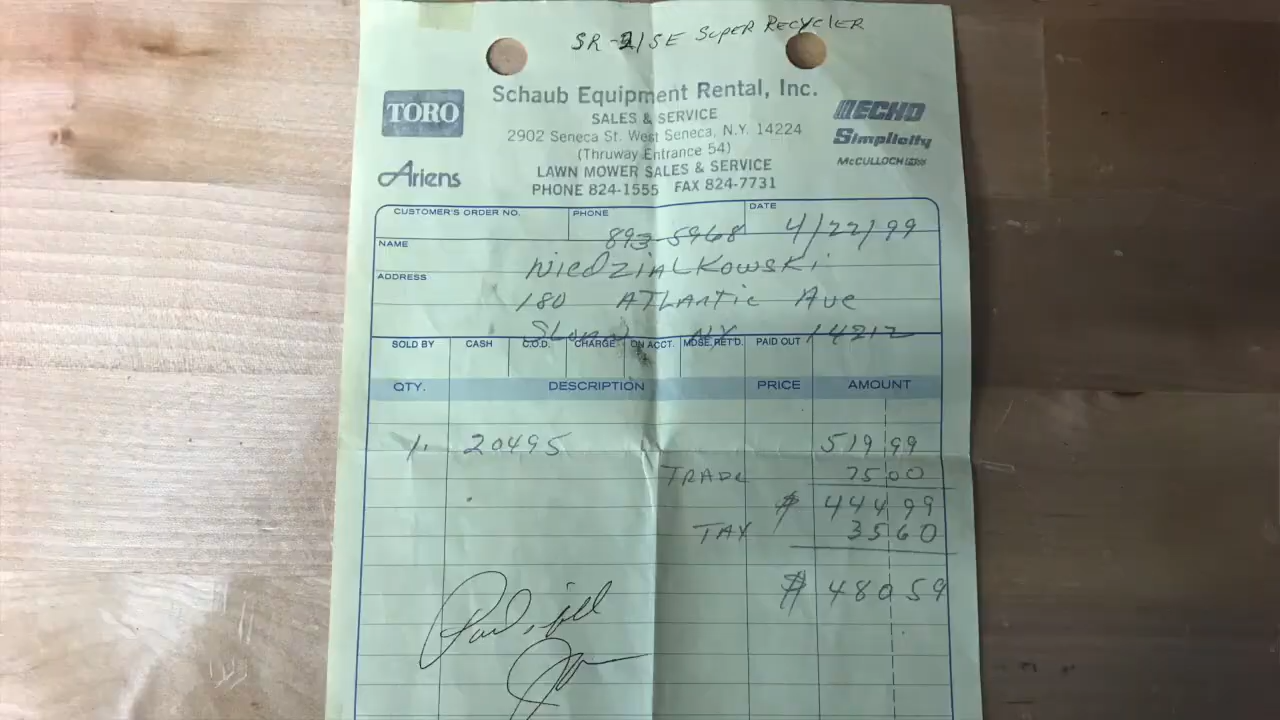 SR-21SE SUPER RECYCLER
TORO
Schaub Equipment Rental, Inc.
SALES & SERVICE
2902 Seneca St. West Seneca, N.Y. 14224
(Thruway Entrance 54)
LAWN MOWER SALES & SERVICE
PHONE 824-1555 FAX 824-7731
ECHO
Simplicity
McCULLOCH
Ariens
CUSTOMER'S ORDER NO. PHONE DATE
893-5968 4/22/99
NAME
NiedZiALKowsKi
ADDRESS
180 ATLAntic Ave
NY 14212
SOLD BY CASH C.O.D. CHARGE ON ACCT. MDSE. RET'D. PAID OUT
QTY. DESCRIPTION PRICE AMOUNT
1. 20495 519 99
TRADE 75 00
$ 444 99
TAX 35 60
$ 480 59